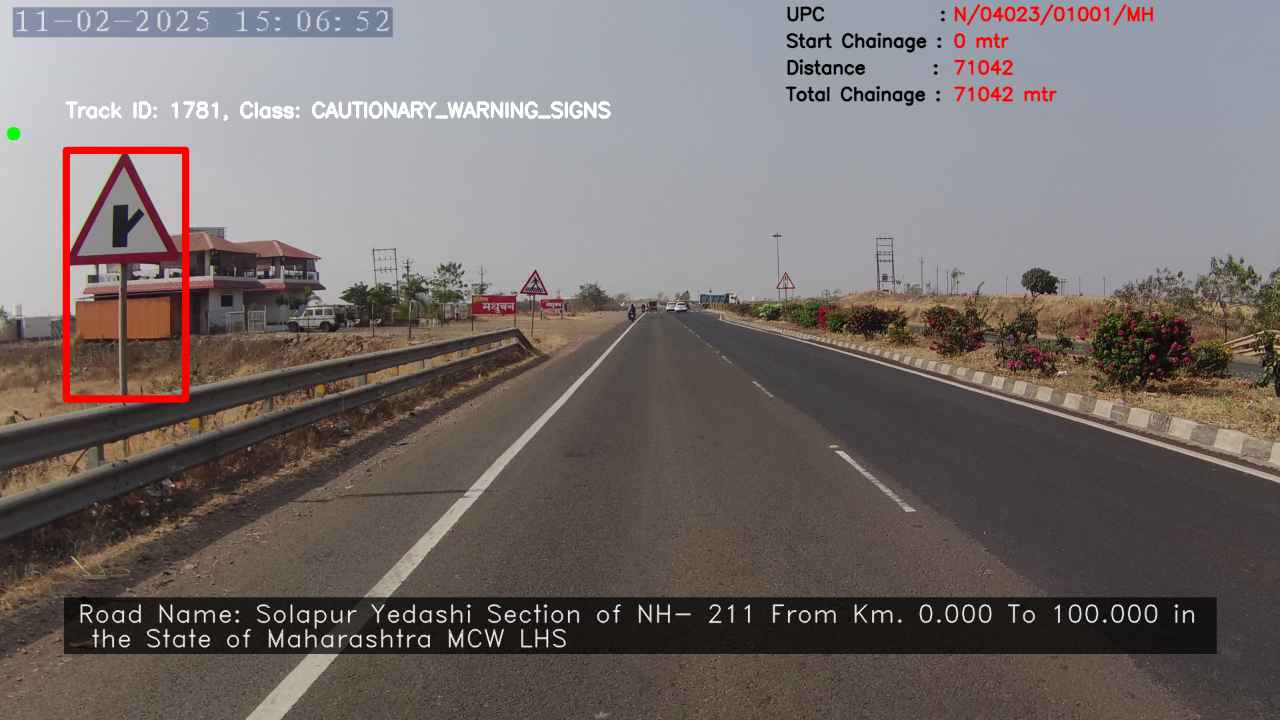 11-02-2025 15:06:52
UPC : N/04023/01001/MH
Start Chainage : 0 mtr
Distance : 71042
Total Chainage : 71042 mtr
Track ID: 1781, Class: CAUTIONARY_WARNING_SIGNS
मधुबन
Road Name: Solapur Yedashi Section of NH- 211 From Km. 0.000 To 100.000 in
the State of Maharashtra MCW LHS